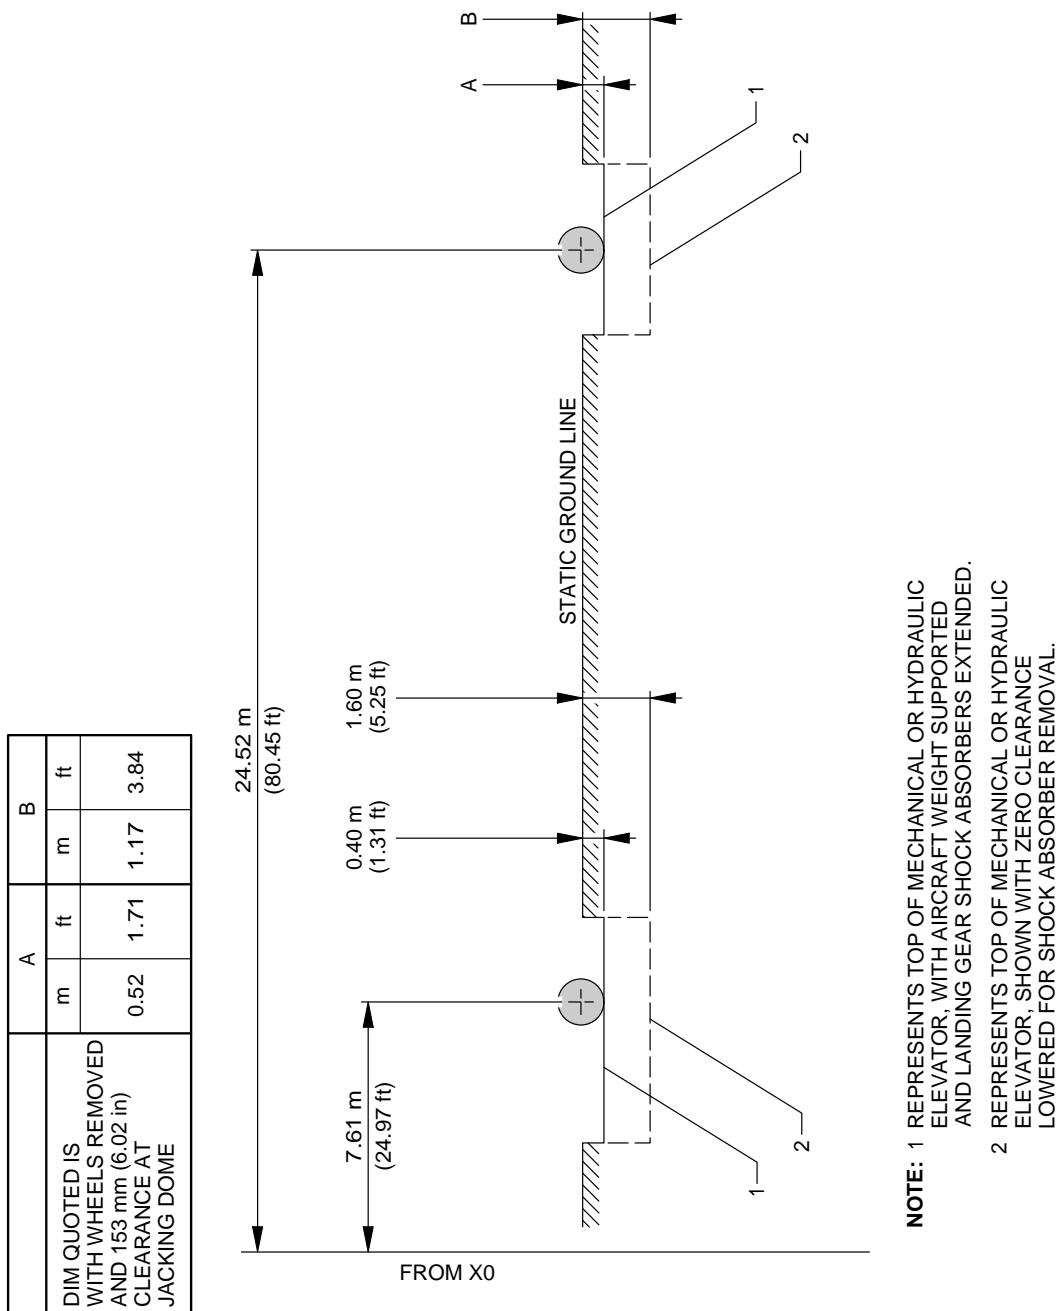 A
B
m
ft
m
ft
DIM QUOTED IS
WITH WHEELS REMOVED
AND 153 mm (6.02 in)
CLEARANCE AT
JACKING DOME
0.52
1.71
1.17
3.84
24.52 m
(80.45 ft)
7.61 m
(24.97 ft)
0.40 m
(1.31 ft)
1.60 m
(5.25 ft)
FROM X0
STATIC GROUND LINE
A
B
1
2
1
2
NOTE: 1 REPRESENTS TOP OF MECHANICAL OR HYDRAULIC
ELEVATOR, WITH AIRCRAFT WEIGHT SUPPORTED
AND LANDING GEAR SHOCK ABSORBERS EXTENDED.
2 REPRESENTS TOP OF MECHANICAL OR HYDRAULIC
ELEVATOR, SHOWN WITH ZERO CLEARANCE
LOWERED FOR SHOCK ABSORBER REMOVAL.